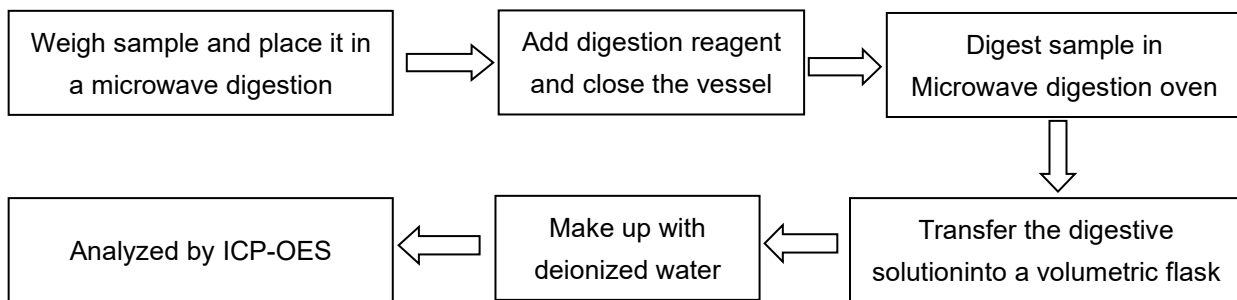 Weigh sample and place it in
a microwave digestion
Add digestion reagent
and close the vessel
Digest sample in
Microwave digestion oven
Transfer the digestive
solutioninto a volumetric flask
Make up with
deionized water
Analyzed by ICP-OES